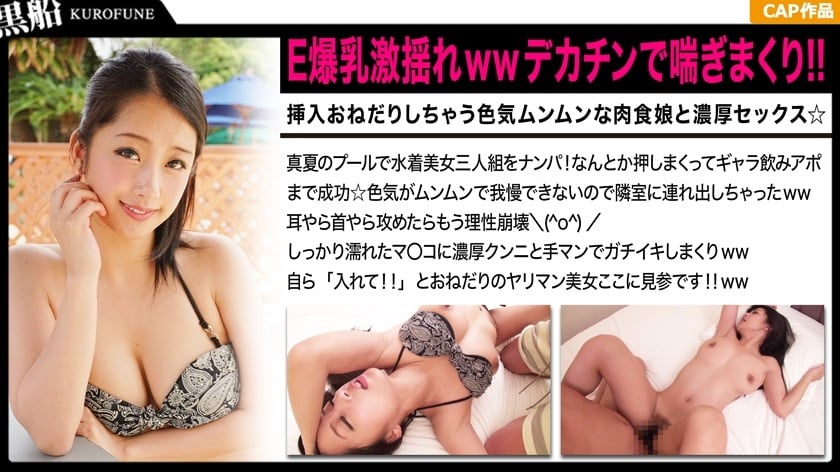 黒船 KUROFUNE
CAP作品
E爆乳激揺れwwデカチンで喘ぎまくり!!
挿入おねだりしちゃう色気ムンムンな肉食娘と濃厚セックス☆
真夏のプールで水着美女三人組をナンパ!なんとか押しまくってギャラ飲みアポ
まで成功☆色気がムンムンで我慢できないので隣室に連れ出しちゃったww
耳やら首やら攻めたらもう理性崩壊＼(^o^)／
しっかり濡れたマ〇コに濃厚クンニと手マンでガチイキしまくりww
自ら「入れて!!」とおねだりのヤリマン美女ここに見参です!!ww